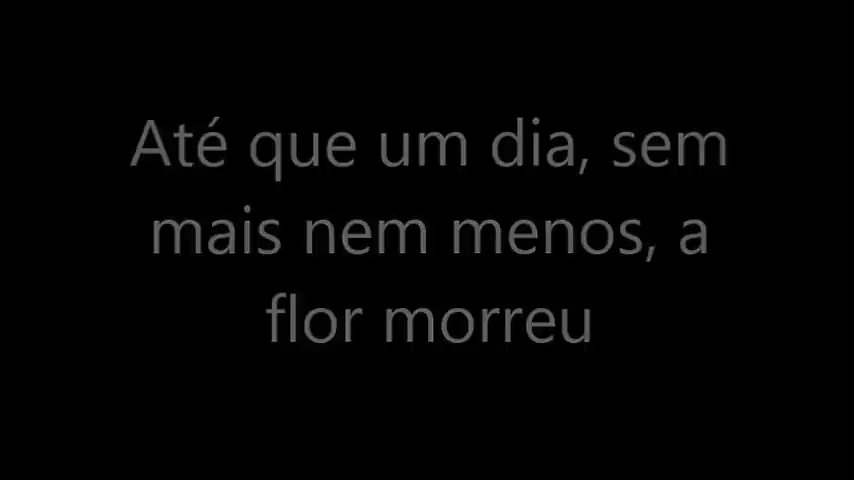 Até que um dia, sem
mais nem menos, a
flor morreu